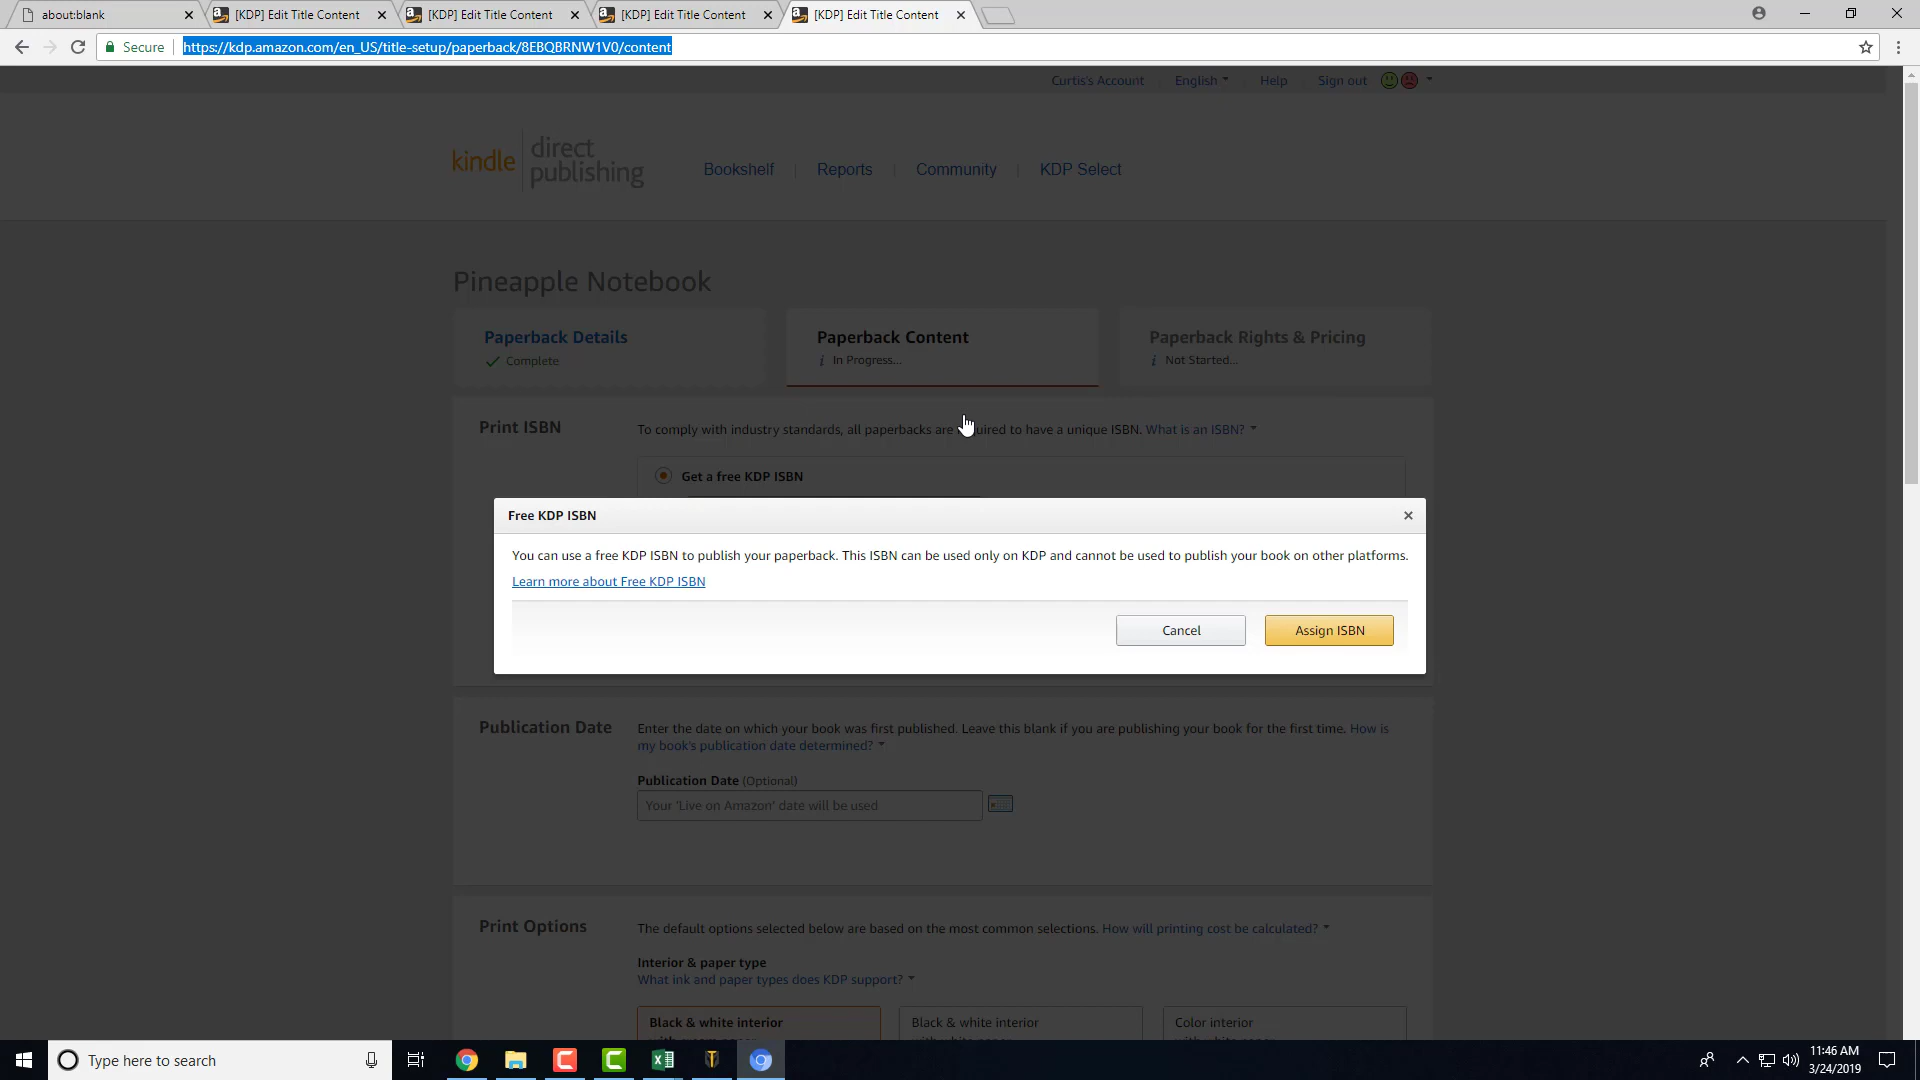 about:blank
[KDP] Edit Title Content
[KDP] Edit Title Content
[KDP] Edit Title Content
[KDP] Edit Title Content
Secure
https://kdp.amazon.com/en_US/title-setup/paperback/8EBQBRNW1V0/content
Curtis's Account
English
Help
Sign out
kindle direct publishing
Bookshelf
Reports
Community
KDP Select
Pineapple Notebook
Paperback Details
Complete
Paperback Content
In Progress...
Paperback Rights & Pricing
Not Started...
Print ISBN
To comply with industry standards, all paperbacks are to have a unique ISBN. What is an ISBN?
Get a free KDP ISBN
Free KDP ISBN
You can use a free KDP ISBN to publish your paperback. This ISBN can be used only on KDP and cannot be used to publish your book on other platforms.
Learn more about Free KDP ISBN
Cancel
Assign ISBN
Publication Date
Enter the date on which your book was first published. Leave this blank if you are publishing your book for the first time. How is
my book's publication date determined?
Publication Date (Optional)
Your 'Live on Amazon' date will be used
Print Options
The default options selected below are based on the most common selections. How will printing cost be calculated?
Interior & paper type
What ink and paper types does KDP support?
Black & white interior
Black & white interior
Color interior
Type here to search
11:46 AM
3/24/2019